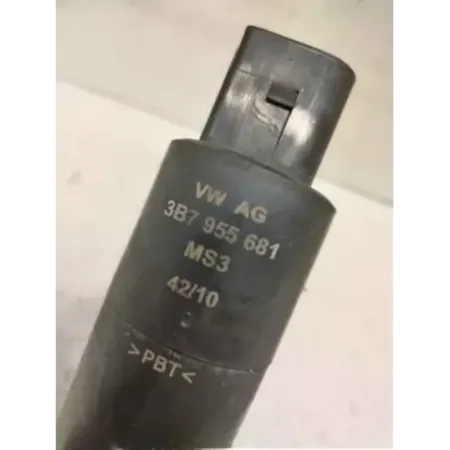 VW AG
3B7 955 681
MS3
42/10
>PBT<